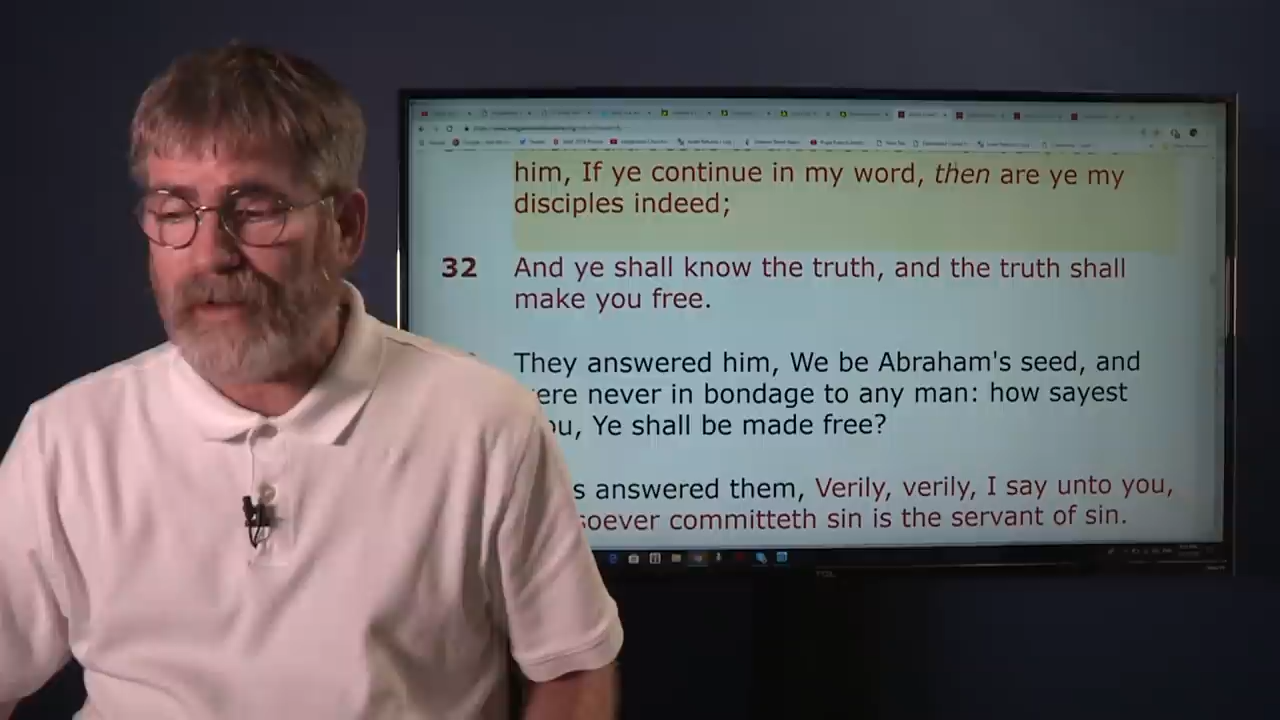 him, If ye continue in my word, then are ye my
disciples indeed;
32 And ye shall know the truth, and the truth shall
make you free.
They answered him, We be Abraham's seed, and
ere never in bondage to any man: how sayest
ou, Ye shall be made free?
s answered them, Verily, verily, I say unto you,
soever committeth sin is the servant of sin.
TCL